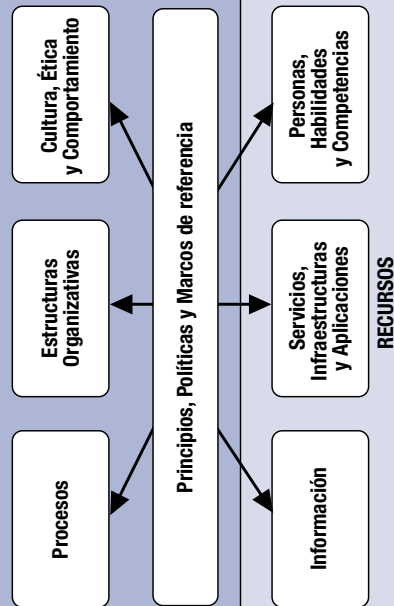 Procesos
Estructuras
Organizativas
Cultura, Ética
y Comportamiento
Principios, Políticas y Marcos de referencia
Información
Servicios,
Infraestructuras
y Aplicaciones
Personas,
Habilidades
y Competencias
RECURSOS